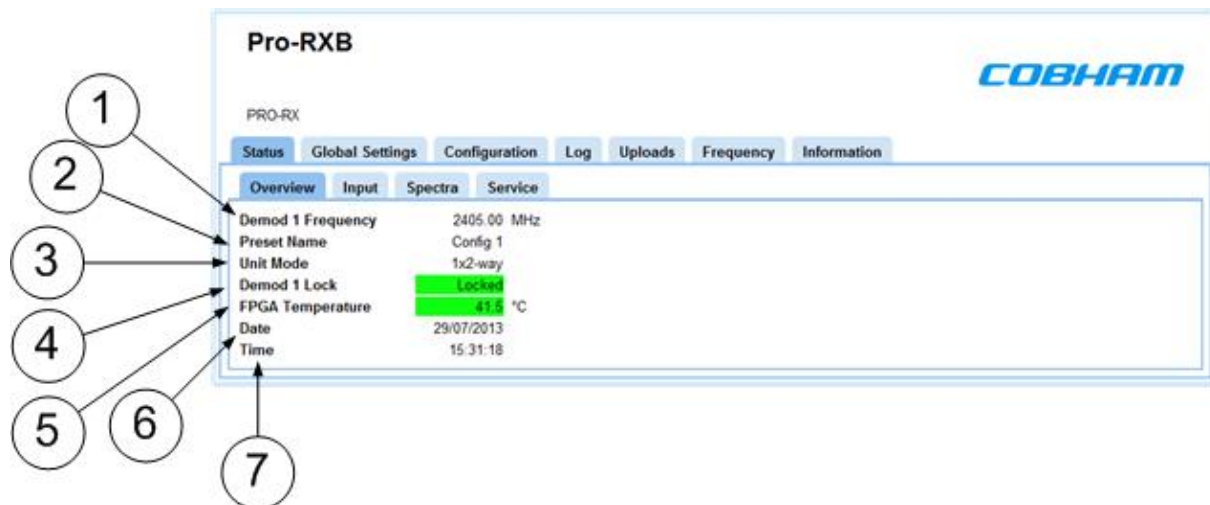 Pro-RXB
COBHAM
PRO-RX
Status Global Settings Configuration Log Uploads Frequency Information
Overview Input Spectra Service
Demod 1 Frequency 2405.00 MHz
Preset Name Config 1
Unit Mode 1x2-way
Demod 1 Lock Locked
FPGA Temperature 41.5 °C
Date 29/07/2013
Time 15:31:18
1
2
3
4
5
6
7